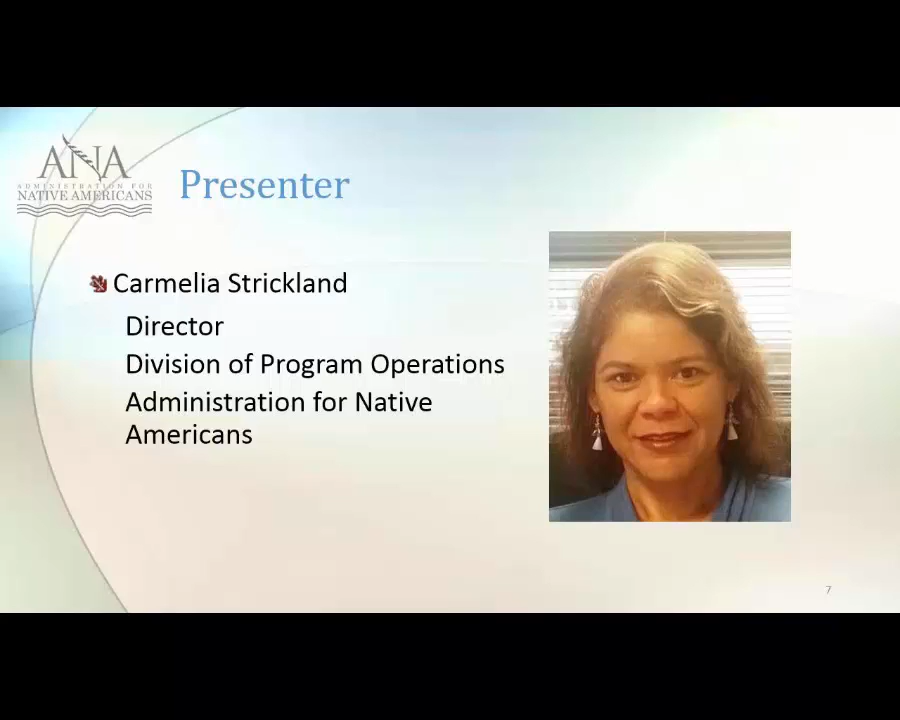 ANA
ADMINISTRATION FOR
NATIVE AMERICANS
Presenter
Carmelia Strickland
Director
Division of Program Operations
Administration for Native
Americans
7